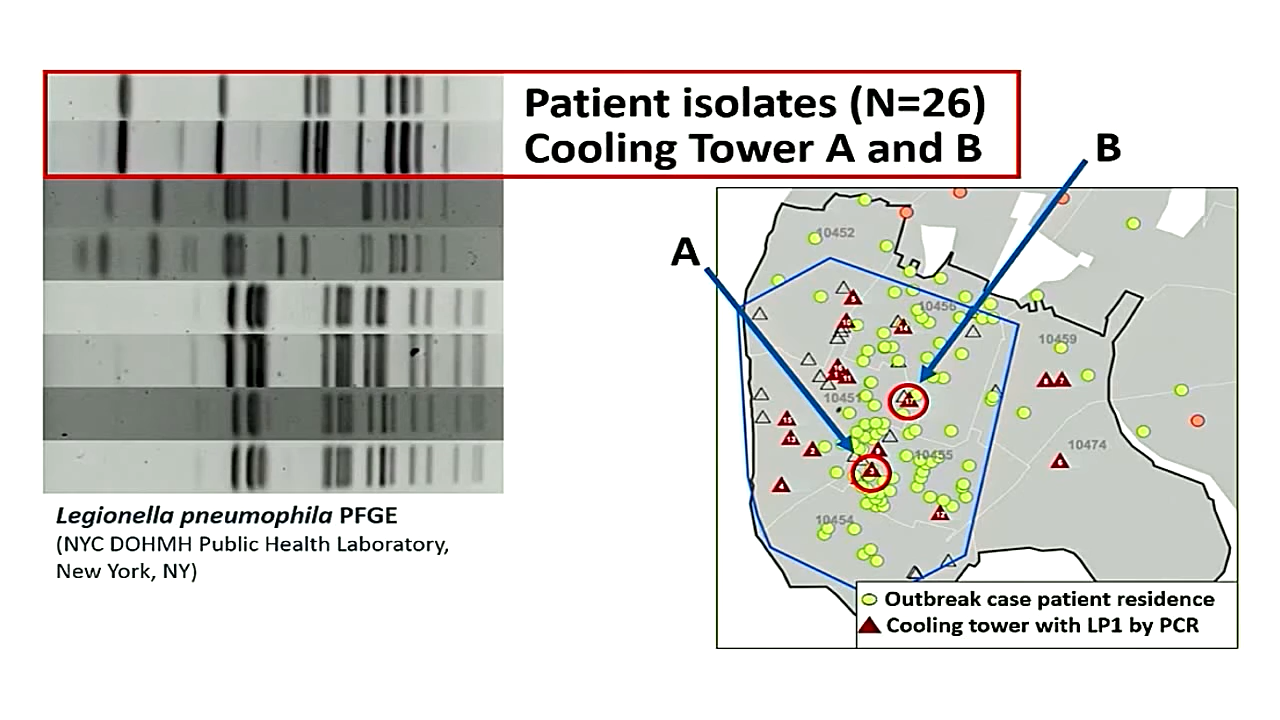 Patient isolates (N=26)
Cooling Tower A and B
B
A
10452
10456
10459
10451
10474
10455
10454
Legionella pneumophila PFGE
(NYC DOHMH Public Health Laboratory,
New York, NY)
Outbreak case patient residence
Cooling tower with LP1 by PCR